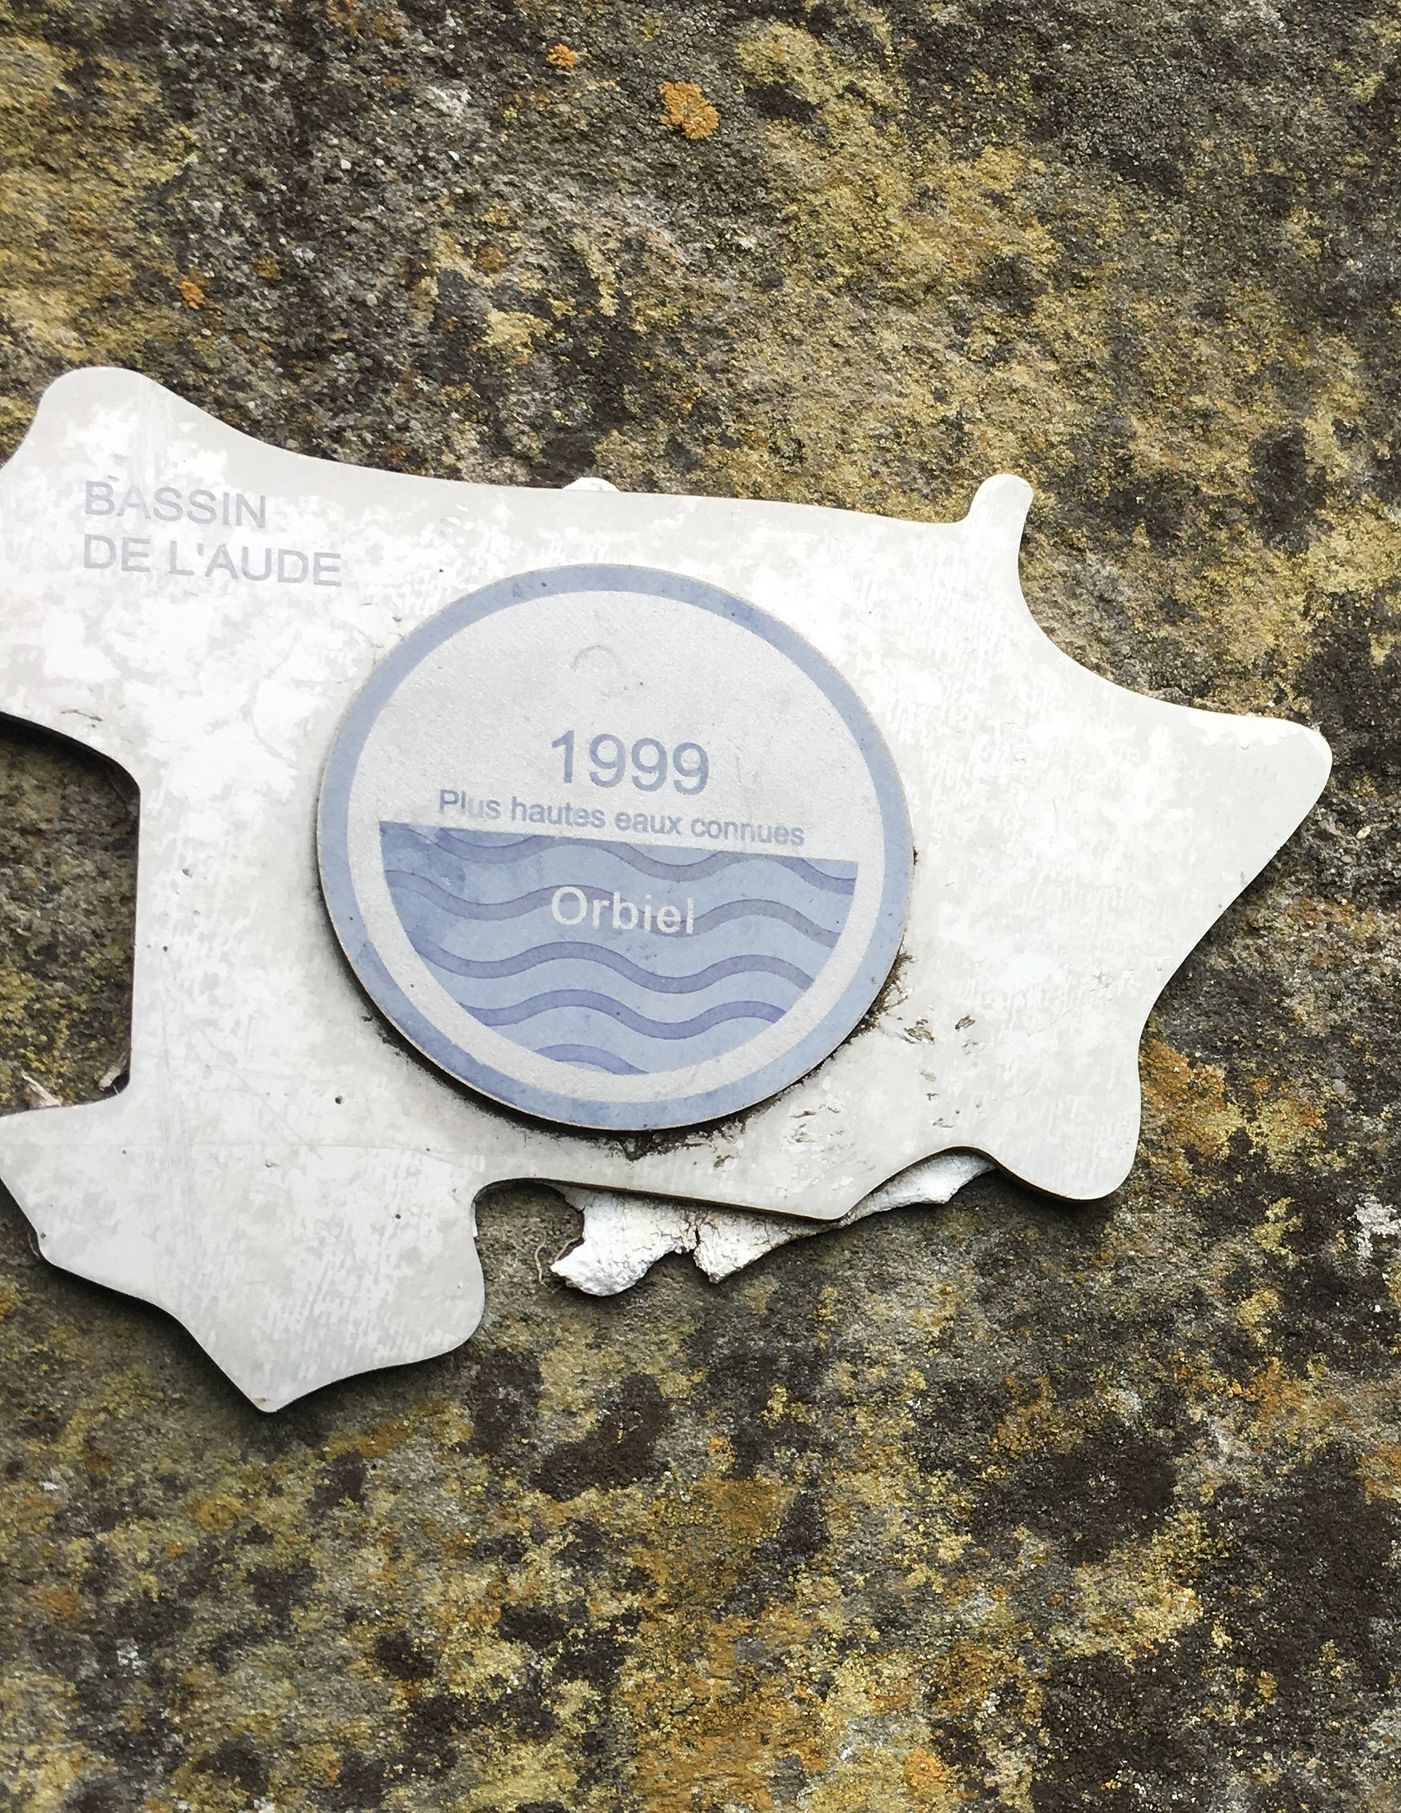 BASSIN
DE L'AUDE
1999
Plus hautes eaux connues
Orbiel